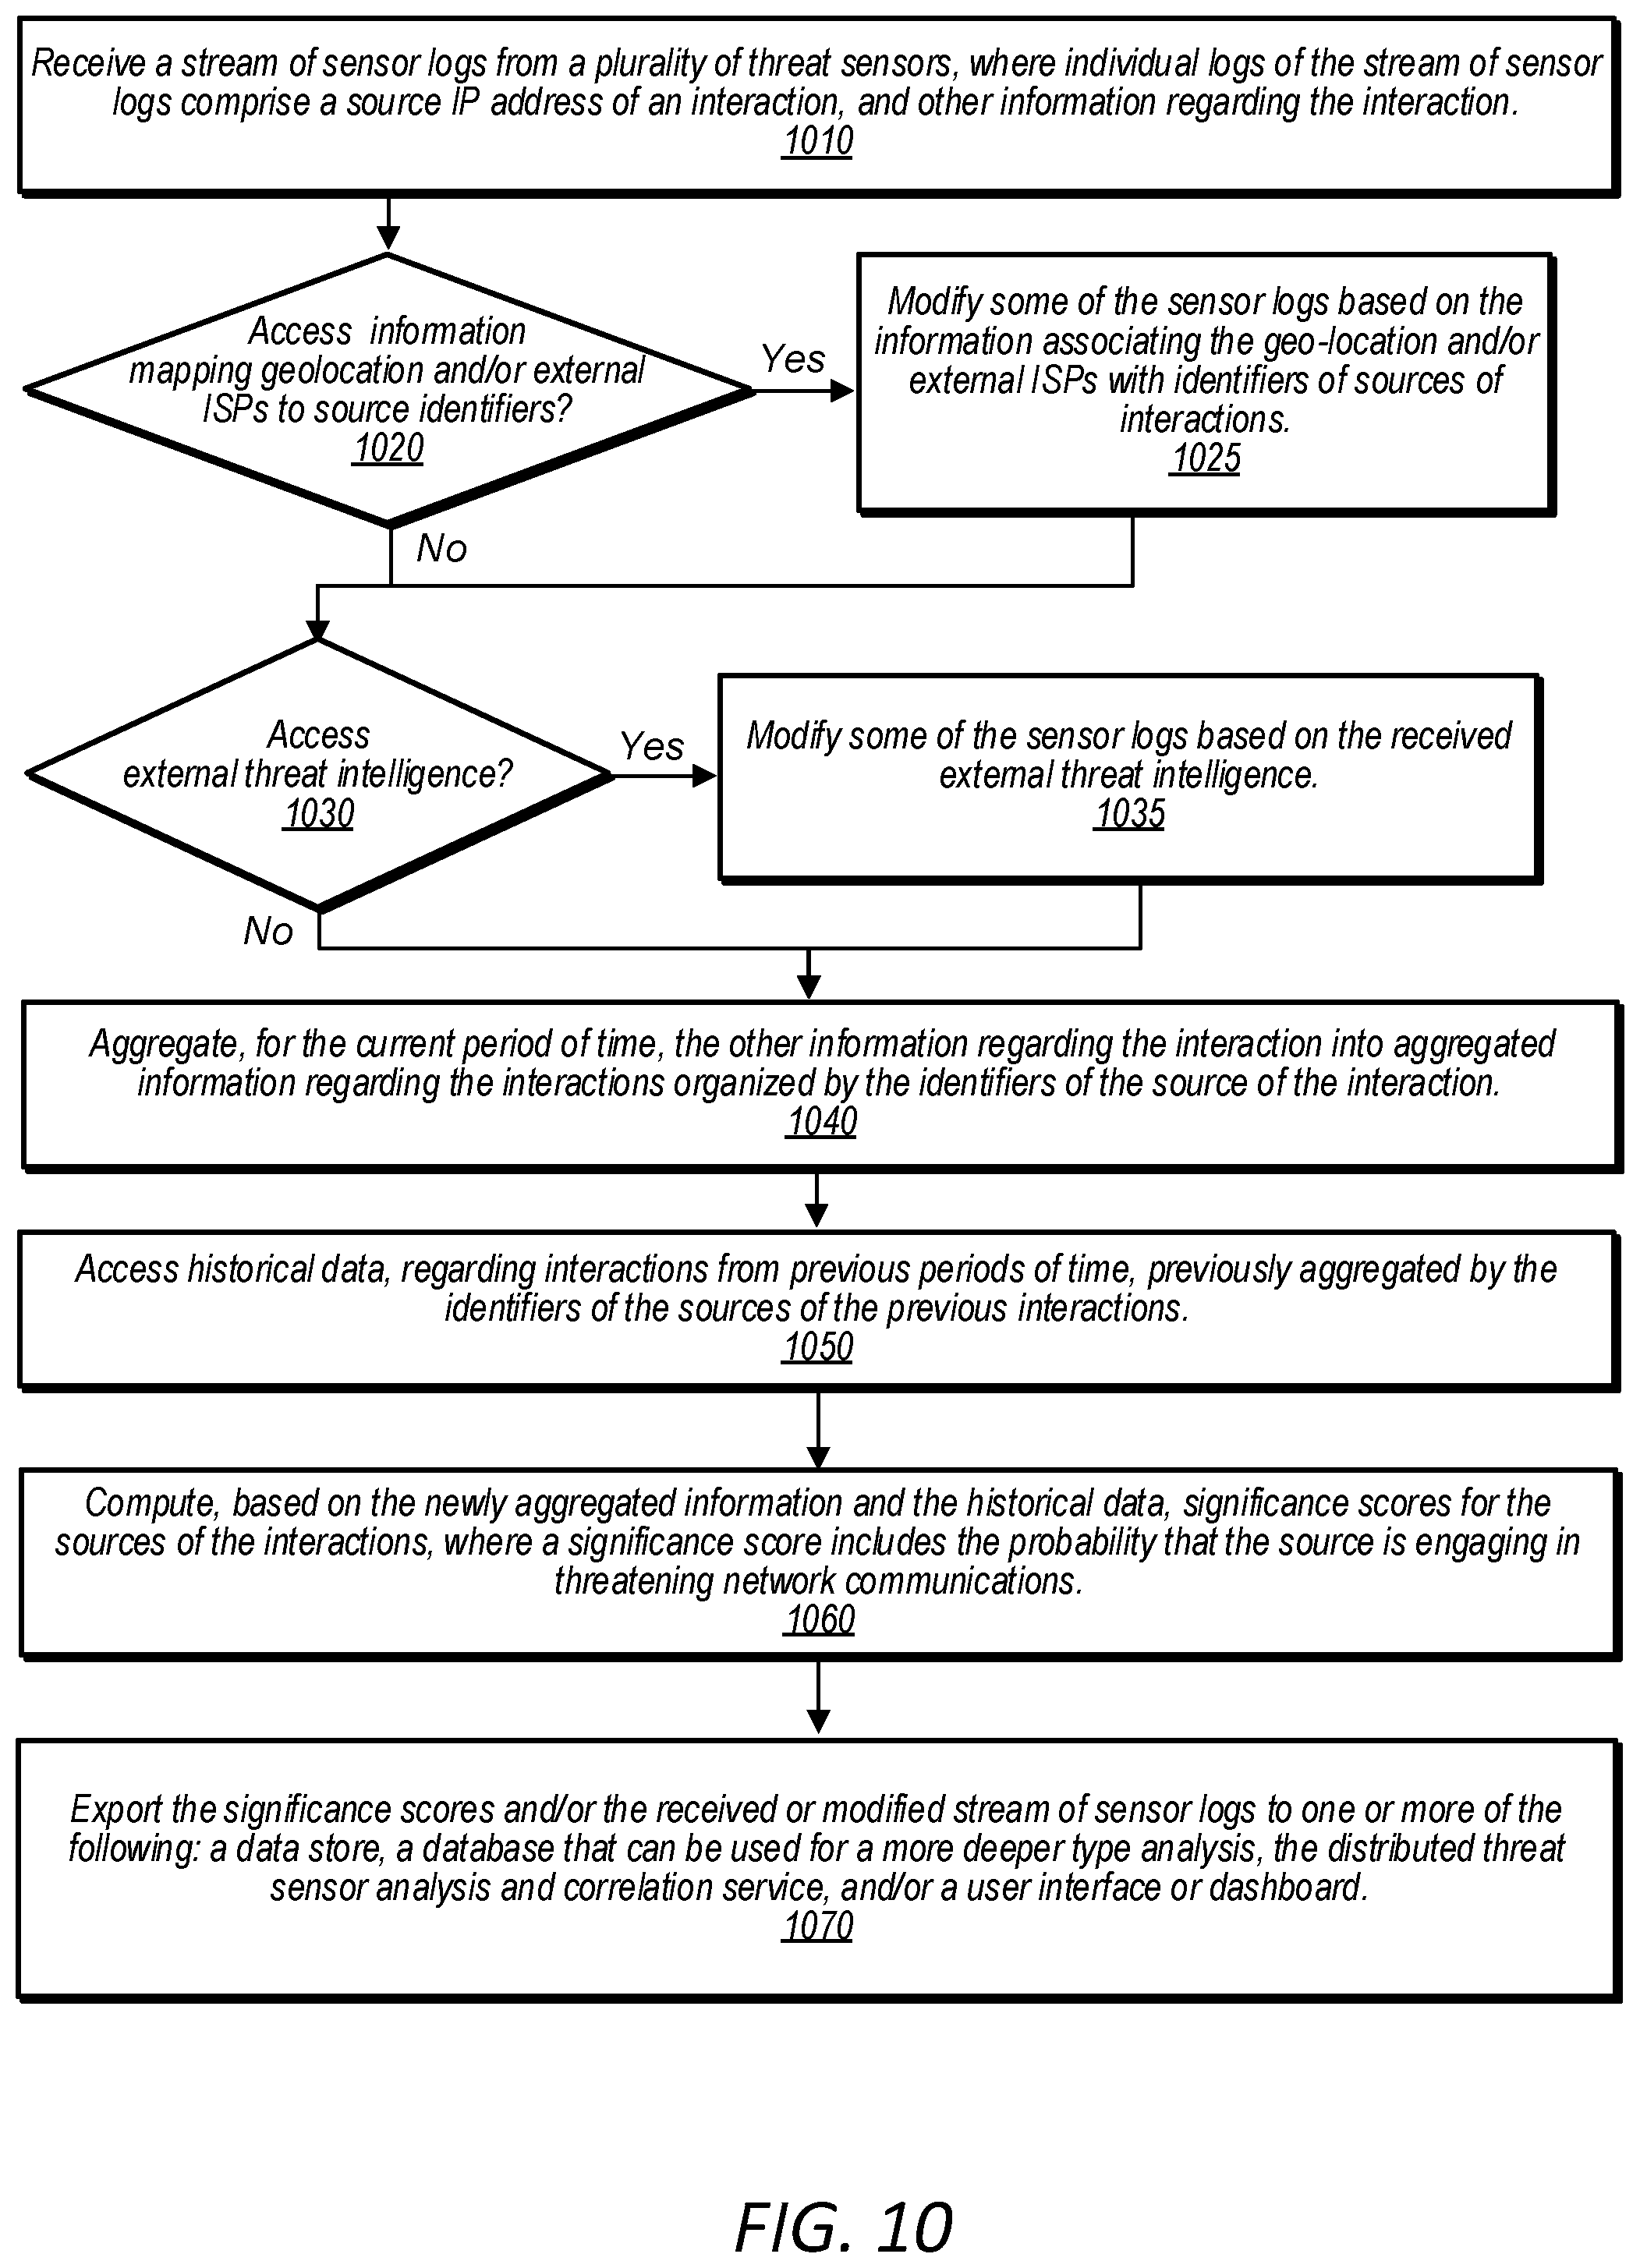 Receive a stream of sensor logs from a plurality of threat sensors, where individual logs of the stream of sensor
logs comprise a source IP address of an interaction, and other information regarding the interaction.
1010
Access information
mapping geolocation and/or external
ISPs to source identifiers?
1020
Yes
Modify some of the sensor logs based on the
information associating the geo-location and/or
external ISPs with identifiers of sources of
interactions.
1025
No
Access
external threat intelligence?
1030
Yes
Modify some of the sensor logs based on the received
external threat intelligence.
1035
No
Aggregate, for the current period of time, the other information regarding the interaction into aggregated
information regarding the interactions organized by the identifiers of the source of the interaction.
1040
Access historical data, regarding interactions from previous periods of time, previously aggregated by the
identifiers of the sources of the previous interactions.
1050
Compute, based on the newly aggregated information and the historical data, significance scores for the
sources of the interactions, where a significance score includes the probability that the source is engaging in
threatening network communications.
1060
Export the significance scores and/or the received or modified stream of sensor logs to one or more of the
following: a data store, a database that can be used for a more deeper type analysis, the distributed threat
sensor analysis and correlation service, and/or a user interface or dashboard.
1070
FIG. 10